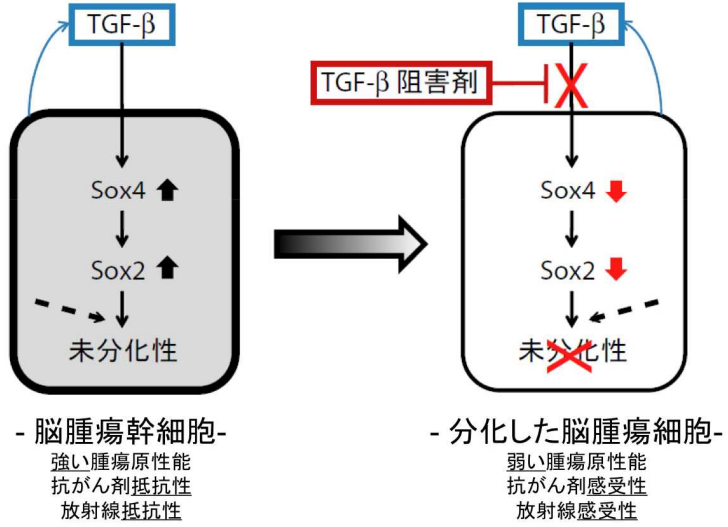 TGF-β
Sox4
Sox2
未分化性
- 脳腫瘍幹細胞-
強い腫瘍原性能
抗がん剤抵抗性
放射線抵抗性
TGF-β
TGF-β 阻害剤
Sox4
Sox2
未分化性
- 分化した脳腫瘍細胞-
弱い腫瘍原性能
抗がん剤感受性
放射線感受性